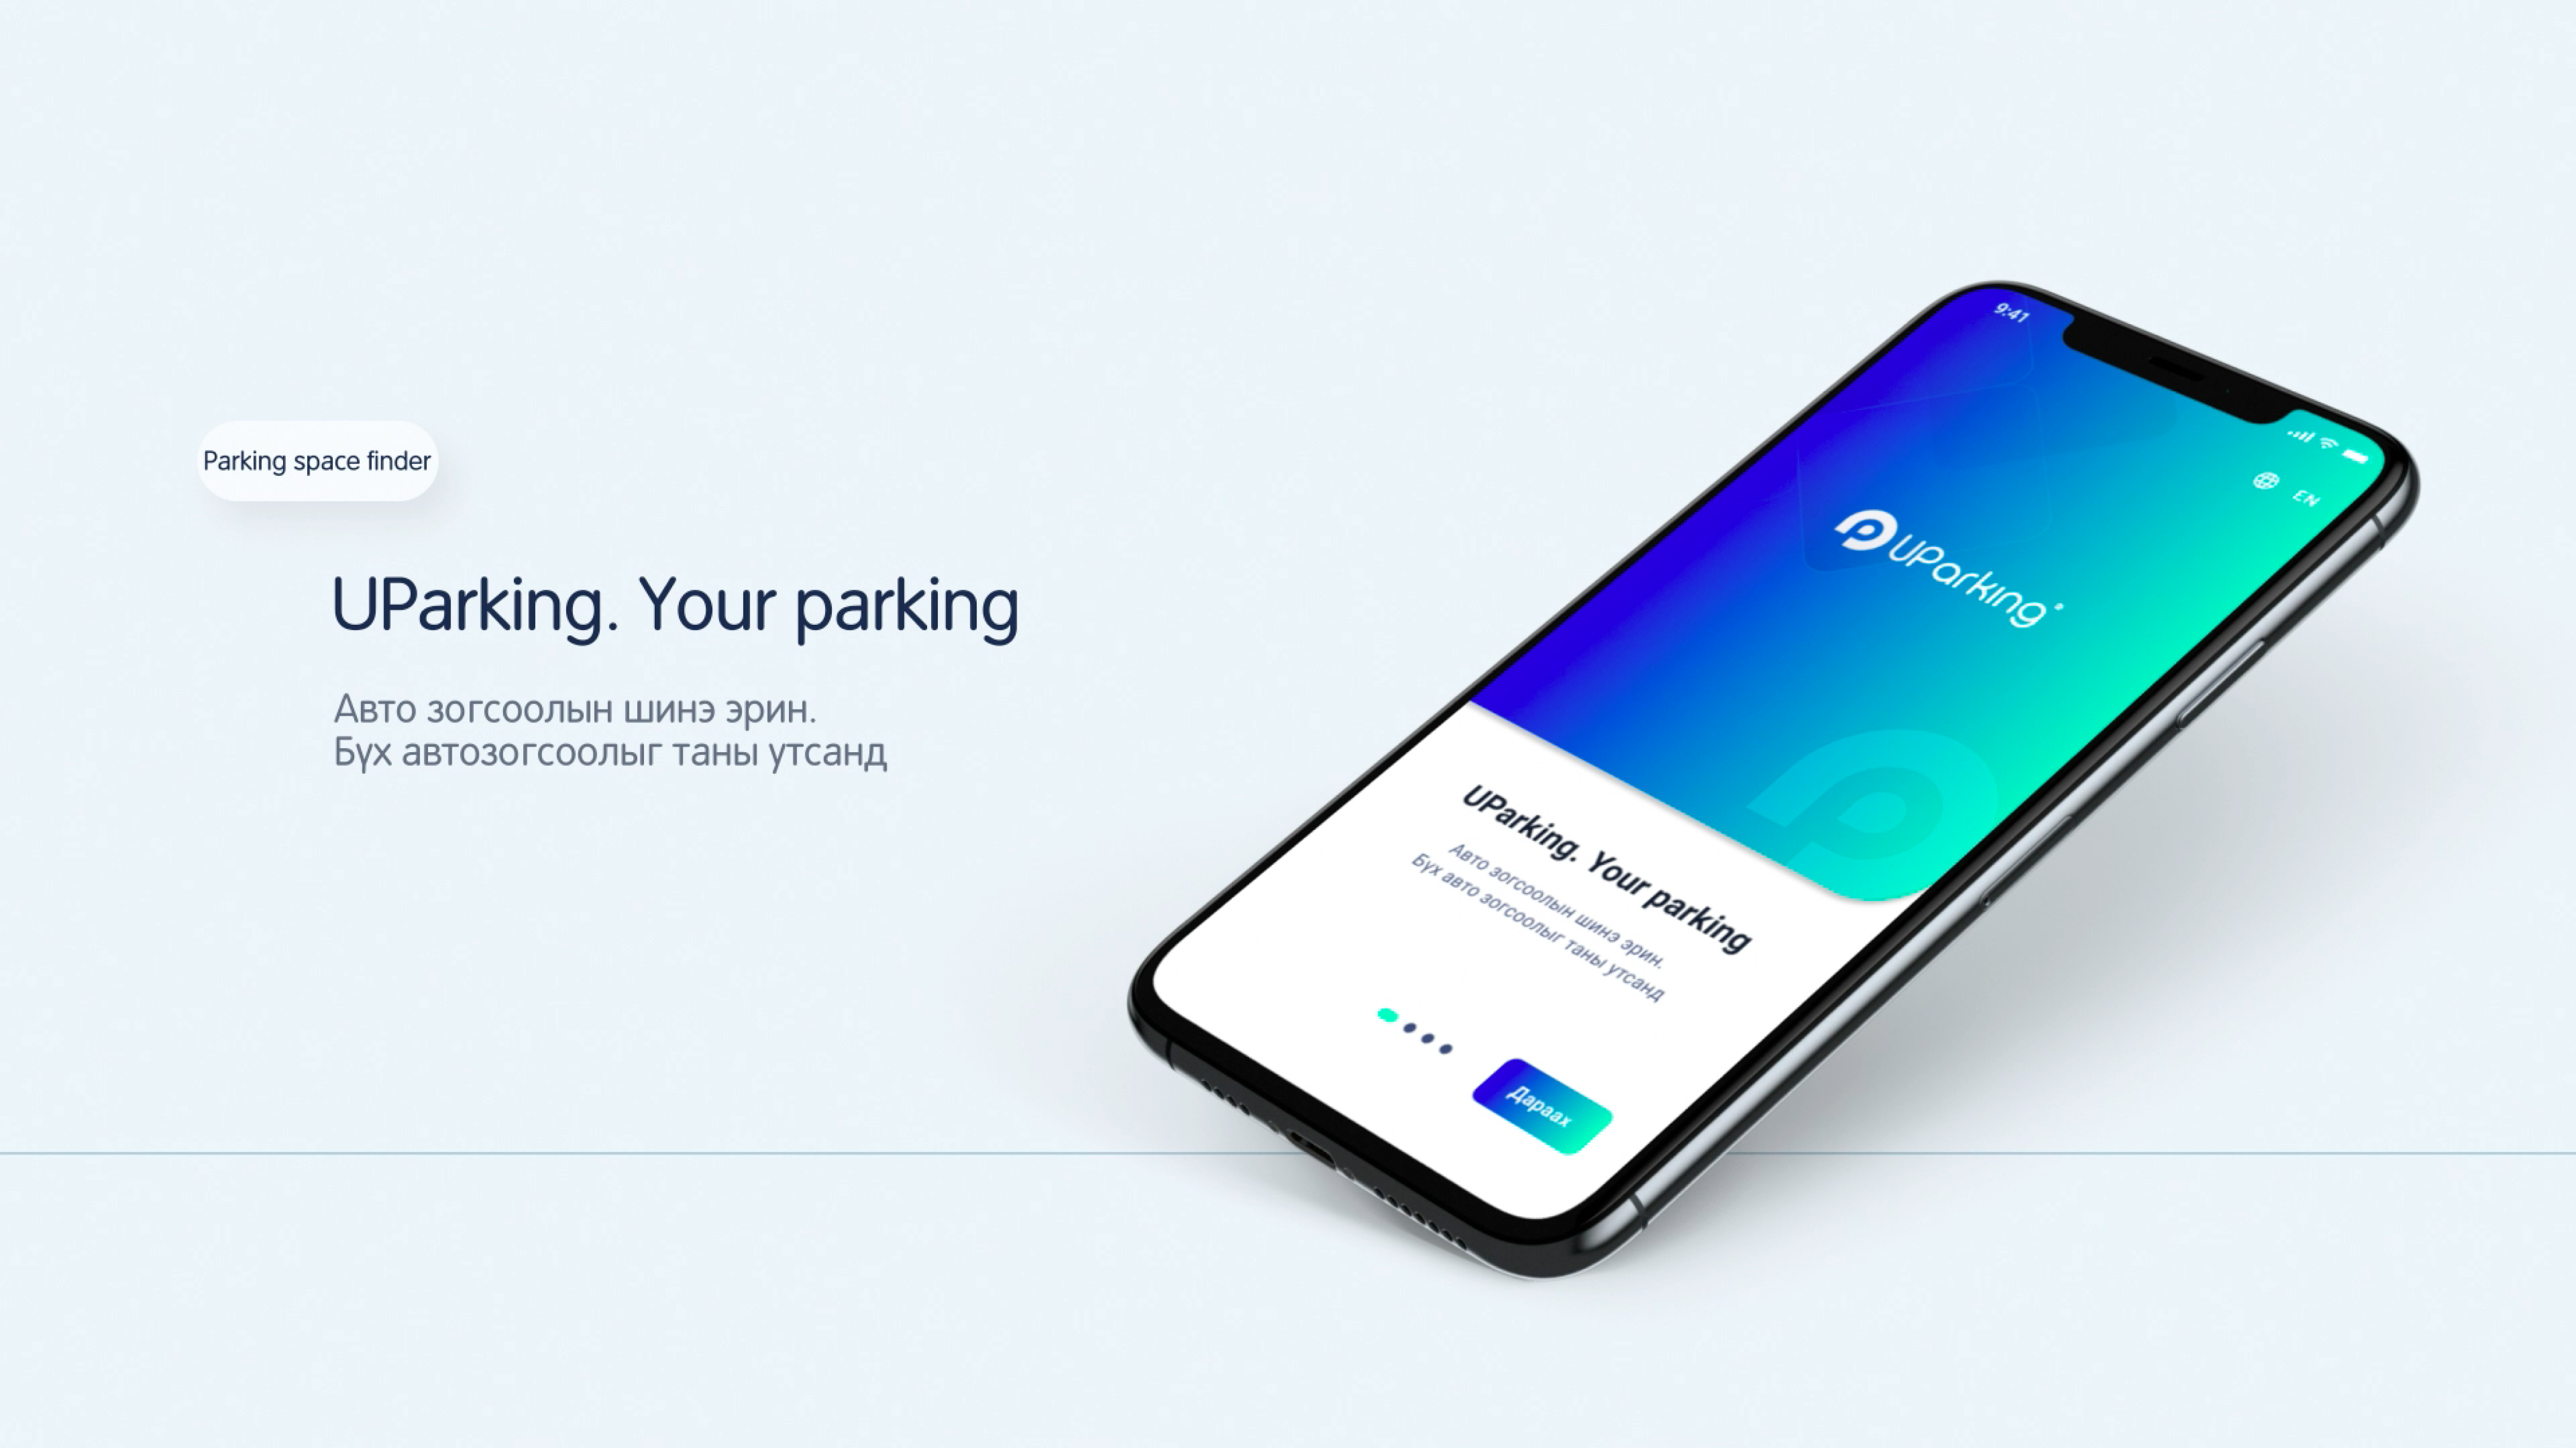 Parking space finder
UParking. Your parking
Авто зогсоолын шинэ эрин.
Бүх автозогсоолыг таны утсанд
9:41
EN
UParking
UParking. Your parking
Авто зогсоолын шинэ эрин.
Бүх авто зогсоолыг таны утсанд
Дараах